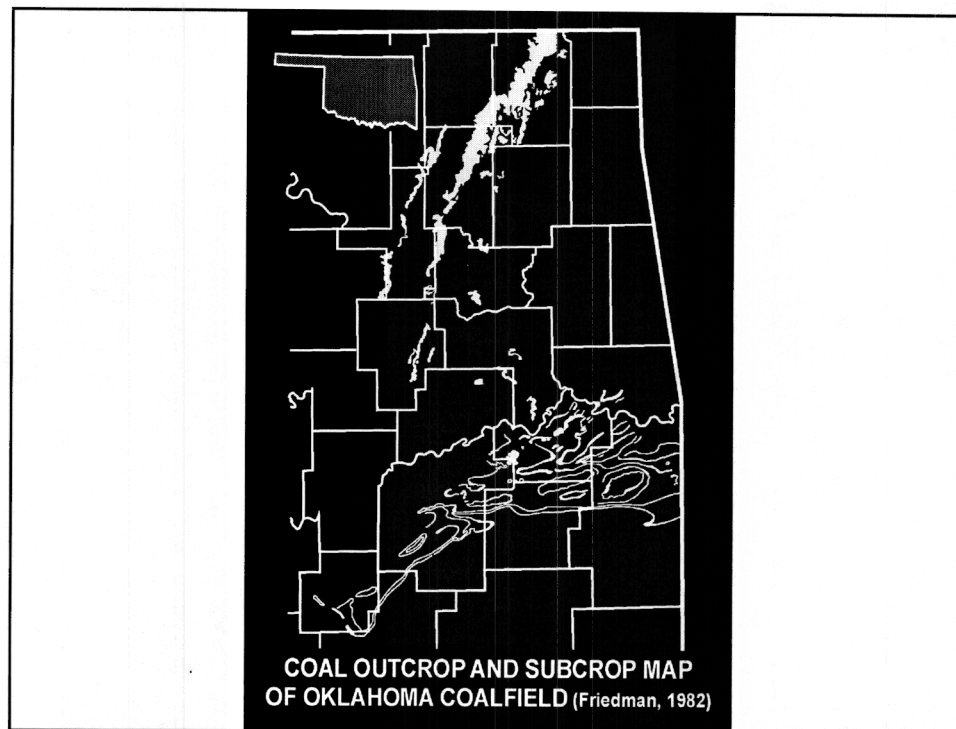 COAL OUTCROP AND SUBCROP MAP
OF OKLAHOMA COALFIELD (Friedman, 1982)